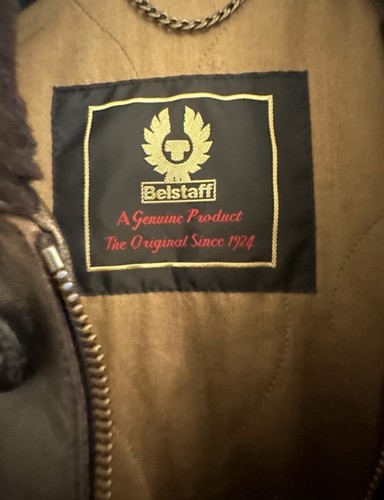 Belstaff
A Genuine Product
The Original Since 1924